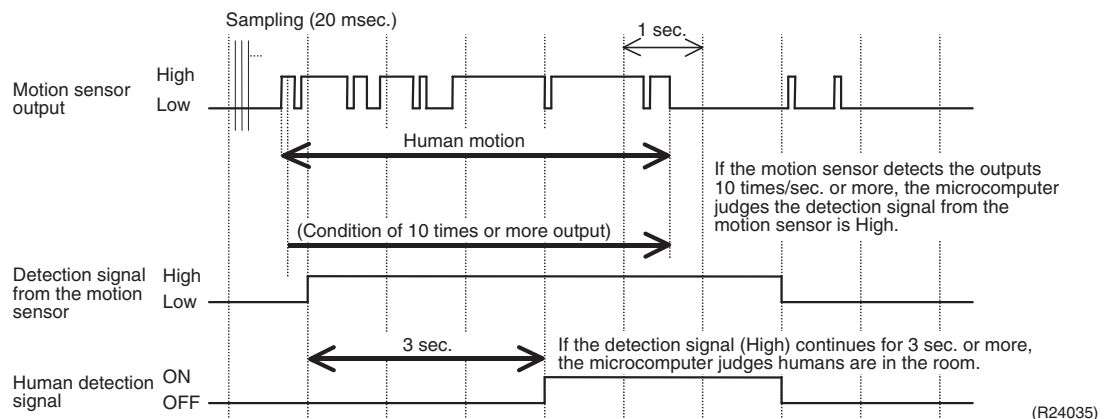 Sampling (20 msec.)
1 sec.
Motion sensor
output
High
Low
Human motion
If the motion sensor detects the outputs
10 times/sec. or more, the microcomputer
judges the detection signal from the
motion sensor is High.
(Condition of 10 times or more output)
Detection signal
from the motion
sensor
High
Low
3 sec.
If the detection signal (High) continues for 3 sec. or more,
the microcomputer judges humans are in the room.
Human detection
signal
ON
OFF
(R24035)